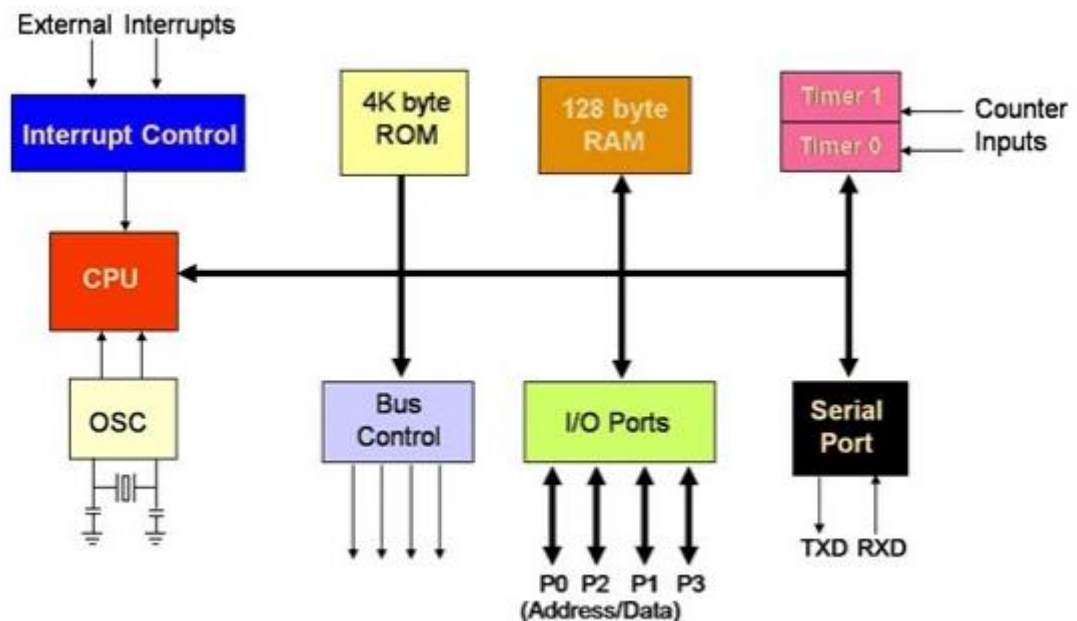 External Interrupts
Interrupt Control
4K byte
ROM
128 byte
RAM
Timer 1
Timer 0
Counter
Inputs
CPU
OSC
Bus
Control
I/O Ports
Serial
Port
TXD RXD
P0 P2 P1 P3
(Address/Data)